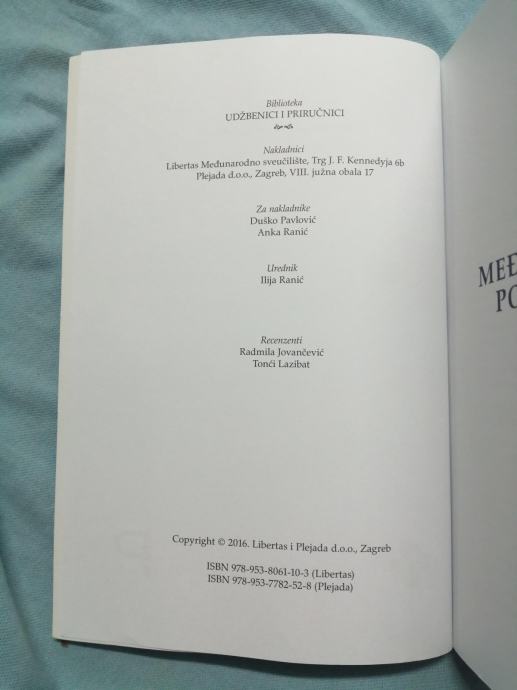 Biblioteka
UDŽBENICI I PRIRUČNICI
Nakladnici
Libertas Međunarodno sveučilište, Trg J. F. Kennedyja 6b
Plejada d.o.o., Zagreb, VIII. južna obala 17
Za nakladnike
Duško Pavlović
Anka Ranić
Urednik
Ilija Ranić
Recenzenti
Radmila Jovančević
Tonći Lazibat
Copyright © 2016. Libertas i Plejada d.o.o., Zagreb
ISBN 978-953-8061-10-3 (Libertas)
ISBN 978-953-7782-52-8 (Plejada)